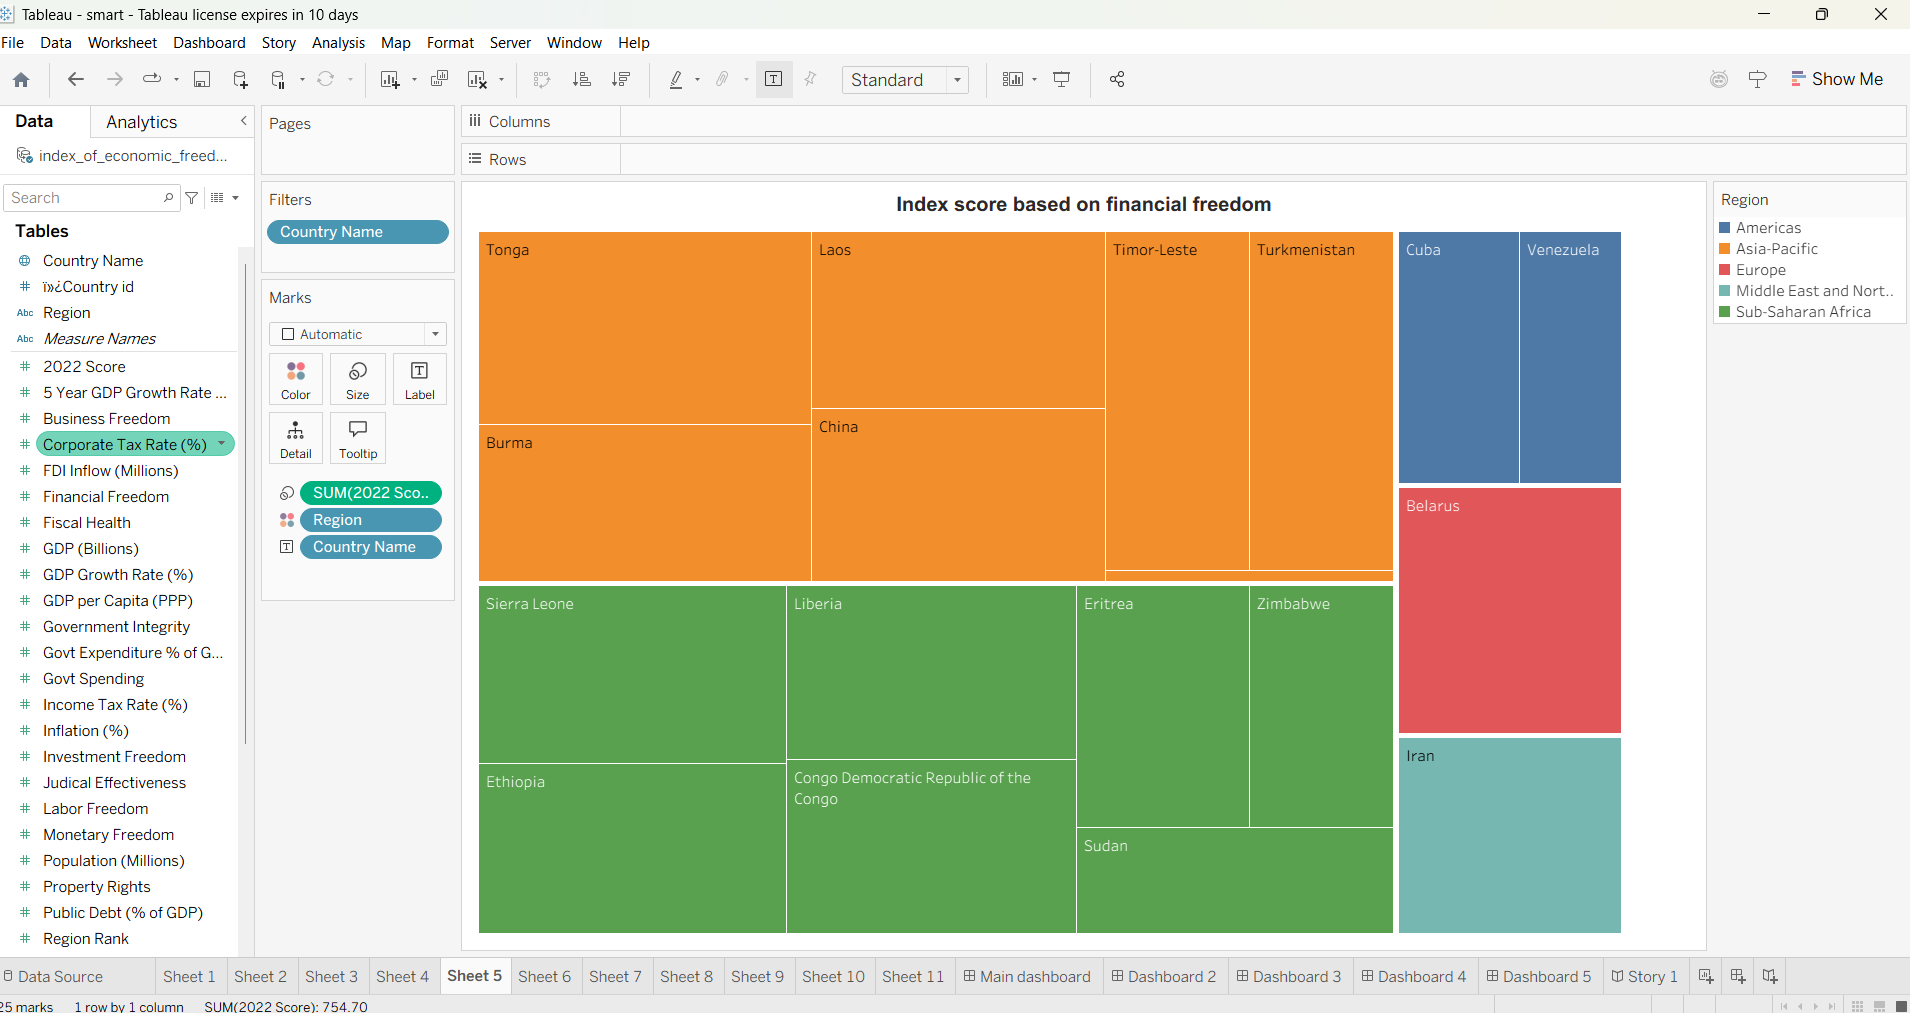 Tableau - smart - Tableau license expires in 10 days
File Data Worksheet Dashboard Story Analysis Map Format Server Window Help
Standard
Show Me
Data
Analytics
index_of_economic_freed...
Search
Tables
Country Name
ï»¿Country id
Abc Region
Abc Measure Names
2022 Score
5 Year GDP Growth Rate ...
Business Freedom
Corporate Tax Rate (%)
FDI Inflow (Millions)
Financial Freedom
Fiscal Health
GDP (Billions)
GDP Growth Rate (%)
GDP per Capita (PPP)
Government Integrity
Govt Expenditure % of G...
Govt Spending
Income Tax Rate (%)
Inflation (%)
Investment Freedom
Judical Effectiveness
Labor Freedom
Monetary Freedom
Population (Millions)
Property Rights
Public Debt (% of GDP)
Region Rank
Pages
Filters
Country Name
Marks
Automatic
Color
Size
Label
Detail
Tooltip
SUM(2022 Sco..
Region
Country Name
Columns
Rows
Index score based on financial freedom
Tonga
Laos
Timor-Leste
Turkmenistan
Cuba
Venezuela
China
Burma
Belarus
Sierra Leone
Liberia
Eritrea
Zimbabwe
Iran
Ethiopia
Congo Democratic Republic of the
Congo
Sudan
Region
Americas
Asia-Pacific
Europe
Middle East and Nort..
Sub-Saharan Africa
Data Source
Sheet 1
Sheet 2
Sheet 3
Sheet 4
Sheet 5
Sheet 6
Sheet 7
Sheet 8
Sheet 9
Sheet 10
Sheet 11
Main dashboard
Dashboard 2
Dashboard 3
Dashboard 4
Dashboard 5
Story 1
25 marks
1 row by 1 column
SUM(2022 Score): 754.70